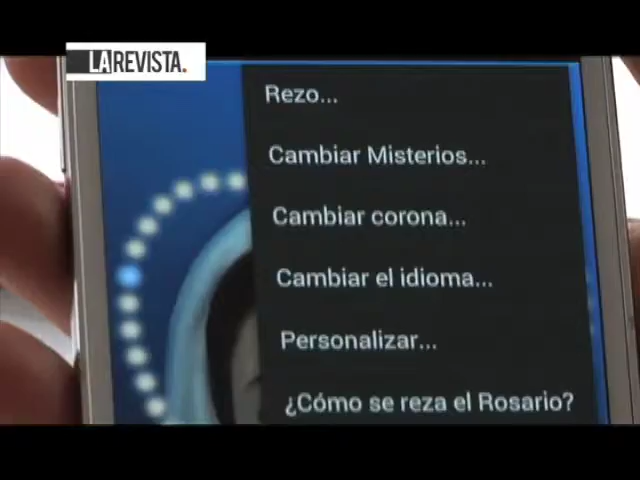 LAREVISTA.
Rezo...
Cambiar Misterios...
Cambiar corona...
Cambiar el idioma...
Personalizar...
¿Cómo se reza el Rosario?